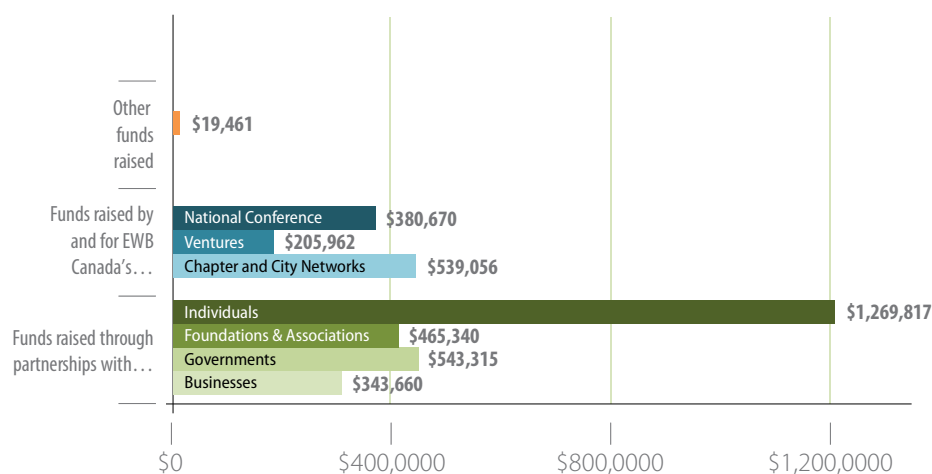 Other
funds
raised
$19,461
Funds raised by
and for EWB
Canada's…
National Conference $380,670
Ventures $205,962
Chapter and City Networks $539,056
Funds raised through
partnerships with…
Individuals $1,269,817
Foundations & Associations $465,340
Governments $543,315
Businesses $343,660
$0 $400,0000 $800,0000 $1,200,0000